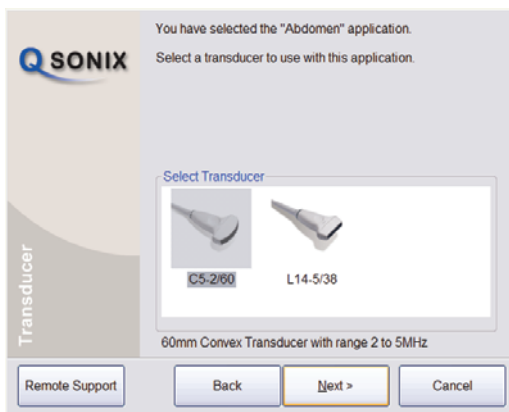 You have selected the "Abdomen" application.
Select a transducer to use with this application.
Q SONIX
Select Transducer
C5-2/60
L14-5/38
Transducer
60mm Convex Transducer with range 2 to 5MHz
Remote Support
Back
Next >
Cancel